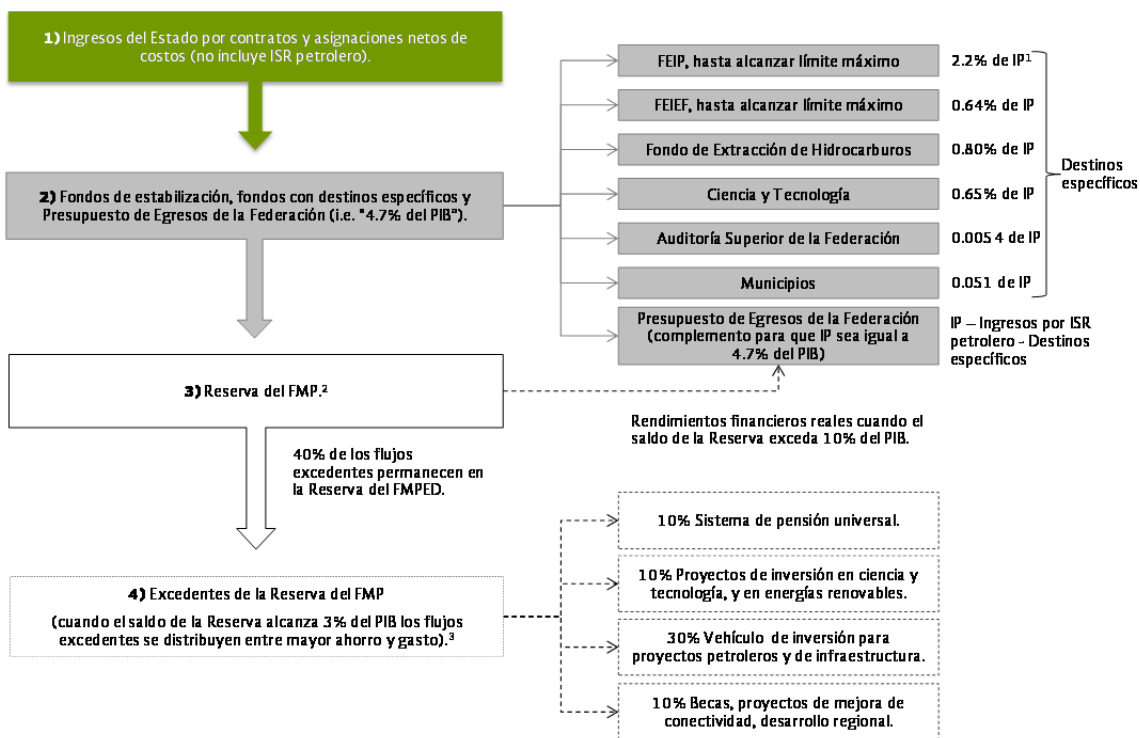 1) Ingresos del Estado por contratos y asignaciones netos de
costos (no incluye ISR petrolero).
FEIP, hasta alcanzar límite máximo
2.2% de IP¹
FEIEF, hasta alcanzar límite máximo
0.64% de IP
Fondo de Extracción de Hidrocarburos
0.80% de IP
Destinos
específicos
2) Fondos de estabilización, fondos con destinos específicos y
Presupuesto de Egresos de la Federación (i.e. "4.7% del PIB").
Ciencia y Tecnología
0.65% de IP
Auditoría Superior de la Federación
0.0054 de IP
Municipios
0.051 de IP
Presupuesto de Egresos de la Federación
(complemento para que IP sea igual a
4.7% del PIB)
IP – Ingresos por ISR
petrolero - Destinos
específicos
3) Reserva del FMP.²
Rendimientos financieros reales cuando el
saldo de la Reserva exceda 10% del PIB.
40% de los flujos
excedentes permanecen en
la Reserva del FMPED.
10% Sistema de pensión universal.
10% Proyectos de inversión en ciencia y
tecnología, y en energías renovables.
4) Excedentes de la Reserva del FMP
(cuando el saldo de la Reserva alcanza 3% del PIB los flujos
excedentes se distribuyen entre mayor ahorro y gasto).³
30% Vehículo de inversión para
proyectos petroleros y de infraestructura.
10% Becas, proyectos de mejora de
conectividad, desarrollo regional.